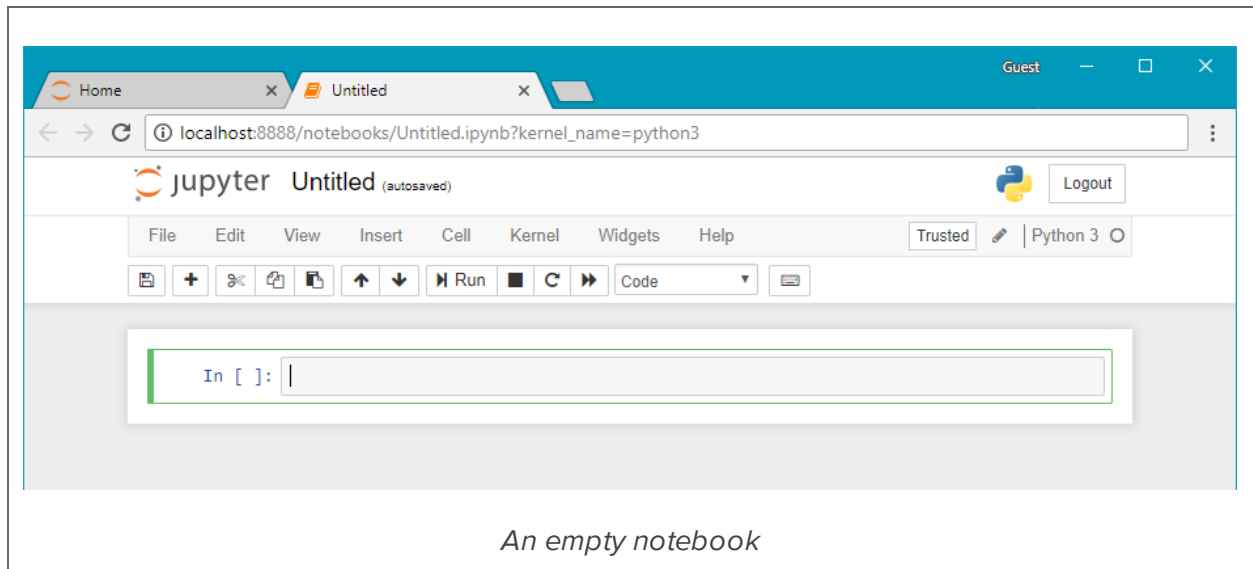 Guest
Home Untitled
localhost:8888/notebooks/Untitled.ipynb?kernel_name=python3
jupyter Untitled (autosaved) Logout
File Edit View Insert Cell Kernel Widgets Help Trusted Python 3
Run Code
In [ ]:
An empty notebook